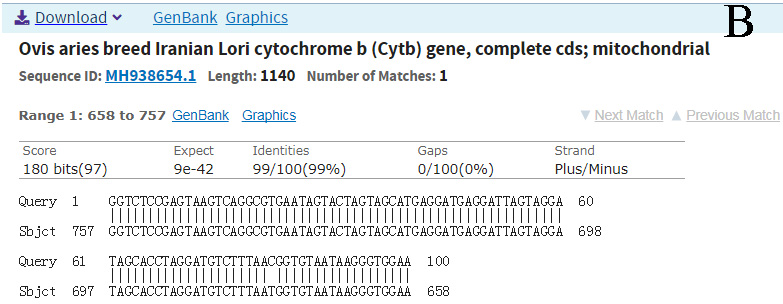 Download GenBank Graphics B
Ovis aries breed Iranian Lori cytochrome b (Cytb) gene, complete cds; mitochondrial
Sequence ID: MH938654.1 Length: 1140 Number of Matches: 1
Range 1: 658 to 757 GenBank Graphics Next Match Previous Match
Score Expect Identities Gaps Strand
180 bits(97) 9e-42 99/100(99%) 0/100(0%) Plus/Minus
Query 1 GGTCTCCGAGTAAGTCAGGCGTGAATAGTACTAGTAGCATGAGGATGAGGATTAGTAGGA 60
Sbjct 757 GGTCTCCGAGTAAGTCAGGCGTGAATAGTACTAGTAGCATGAGGATGAGGATTAGTAGGA 698
Query 61 TAGCACCTAGGATGTCTTTAACGGTGTAATAAGGGTGGAA 100
Sbjct 697 TAGCACCTAGGATGTCTTTAATGGTGTAATAAGGGTGGAA 658